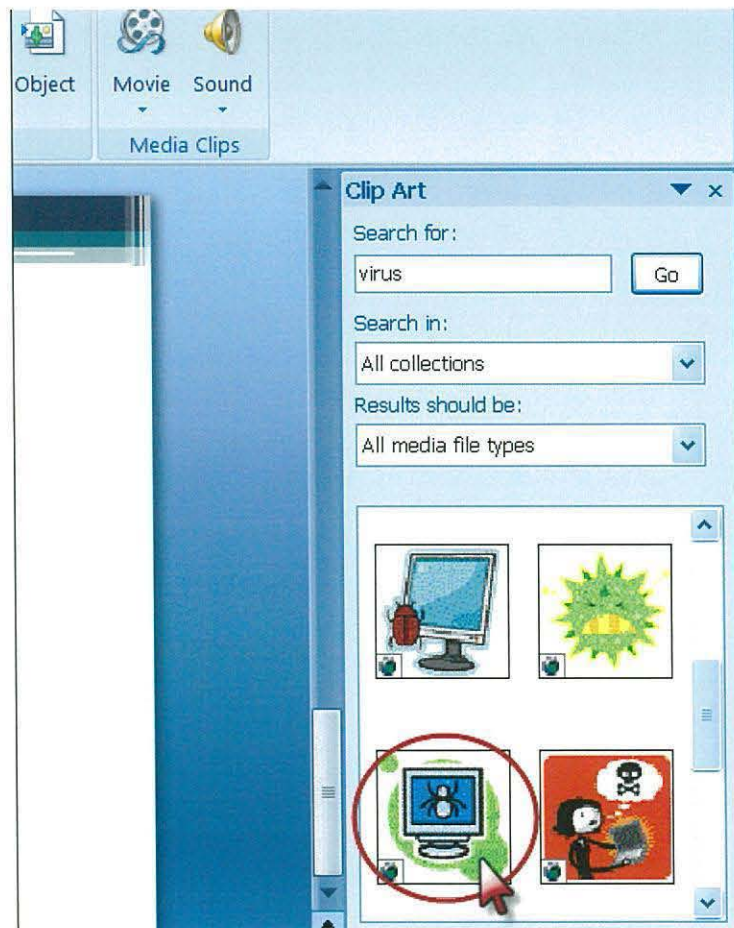 Object
Movie Sound
Media Clips
Clip Art
Search for:
virus
Go
Search in:
All collections
Results should be:
All media file types